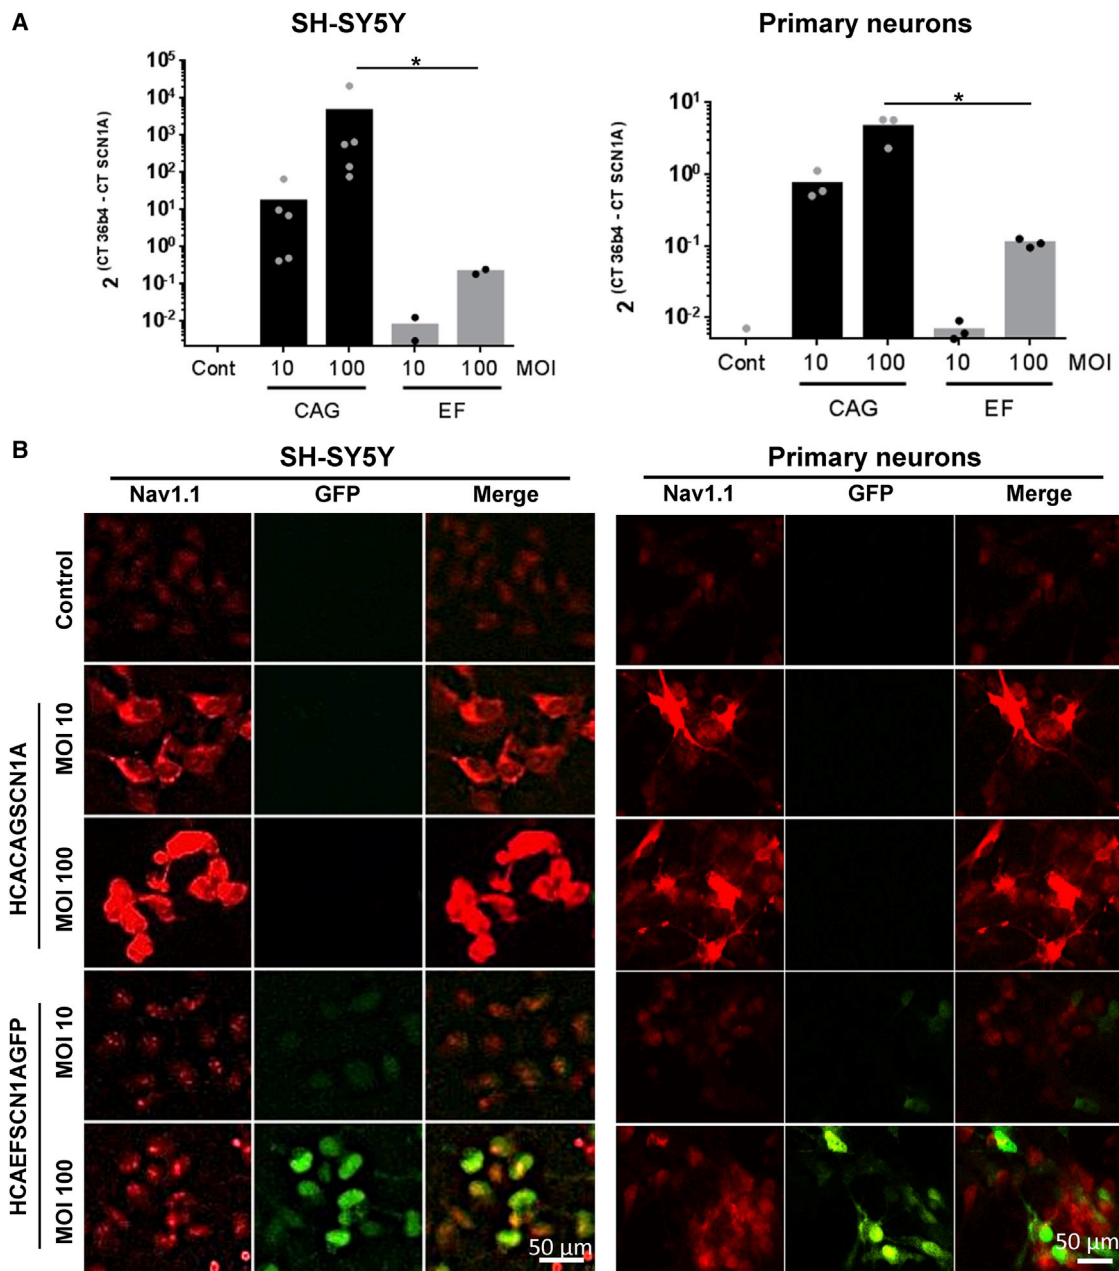 A
SH-SY5Y
Primary neurons
2 (CT 36b4 - CT SCN1A)
10^5
10^4
10^3
10^2
10^1
10^0
10^-1
10^-2
*
Cont 10 100 10 100 MOI
CAG EF
2 (CT 36b4 - CT SCN1A)
10^1
10^0
10^-1
10^-2
*
Cont 10 100 10 100 MOI
CAG EF
B
SH-SY5Y
Primary neurons
Nav1.1 GFP Merge
Nav1.1 GFP Merge
Control
HCACAGSCN1A
MOI 10
MOI 100
HCAEFSCN1AGFP
MOI 10
MOI 100
50 µm
50 µm